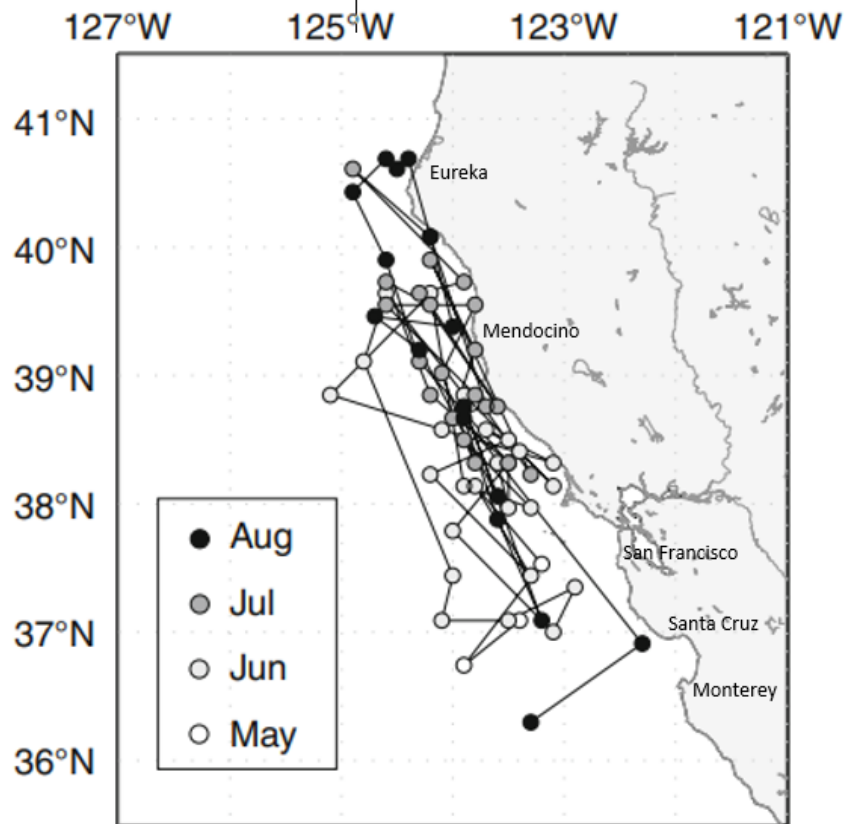 127°W 125°W 123°W 121°W
41°N
Eureka
40°N
Mendocino
39°N
38°N
Aug
San Francisco
Jul
37°N
Santa Cruz
Jun
Monterey
May
36°N